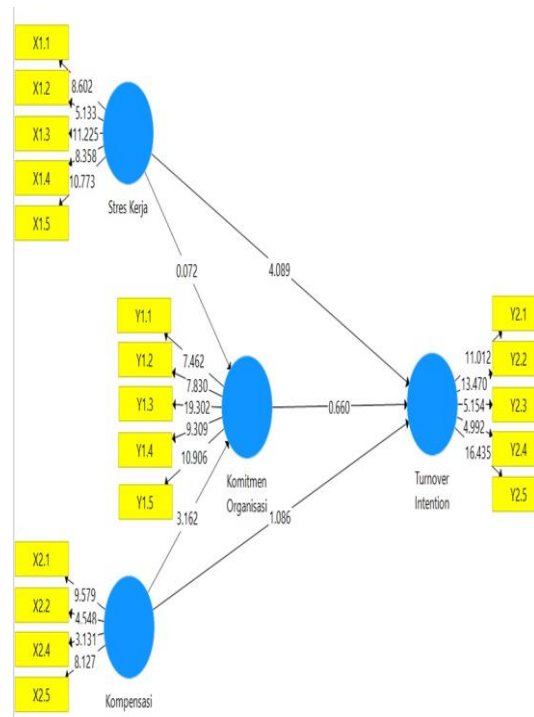 X1.1
X1.2
X1.3
X1.4
X1.5
8.602
5.133
11.225
8.358
10.773
Stres Kerja
0.072
4.089
Y1.1
Y1.2
Y1.3
Y1.4
Y1.5
7.462
7.830
19.302
9.309
10.906
Komitmen
Organisasi
0.660
3.162
1.086
Y2.1
Y2.2
Y2.3
Y2.4
Y2.5
11.012
13.470
5.154
4.992
16.435
Turnover
Intention
X2.1
X2.2
X2.4
X2.5
9.579
4.548
3.131
8.127
Kompensasi